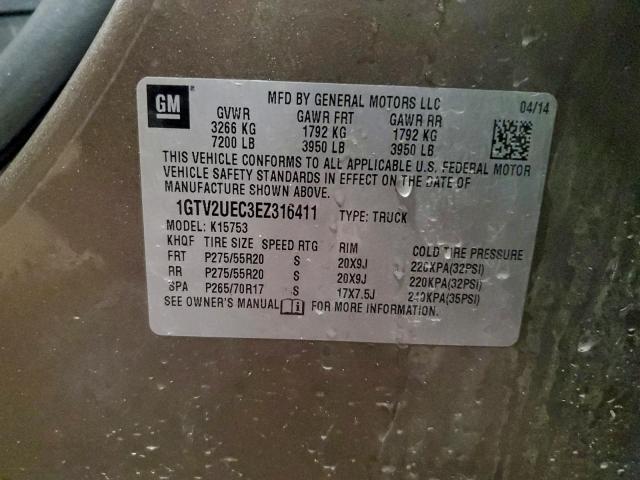 GM
MFD BY GENERAL MOTORS LLC 04/14
GVWR GAWR FRT GAWR RR
3266 KG 1792 KG 1792 KG
7200 LB 3950 LB 3950 LB
THIS VEHICLE CONFORMS TO ALL APPLICABLE U.S. FEDERAL MOTOR
VEHICLE SAFETY STANDARDS IN EFFECT ON THE DATE OF
MANUFACTURE SHOWN ABOVE.
1GTV2UEC3EZ316411 TYPE: TRUCK
MODEL: K15753
KHQF TIRE SIZE SPEED RTG RIM COLD TIRE PRESSURE
FRT P275/55R20 S 20X9J 220KPA(32PSI)
RR P275/55R20 S 20X9J 220KPA(32PSI)
SPA P265/70R17 S 17X7.5J 240KPA(35PSI)
SEE OWNER'S MANUAL FOR MORE INFORMATION.